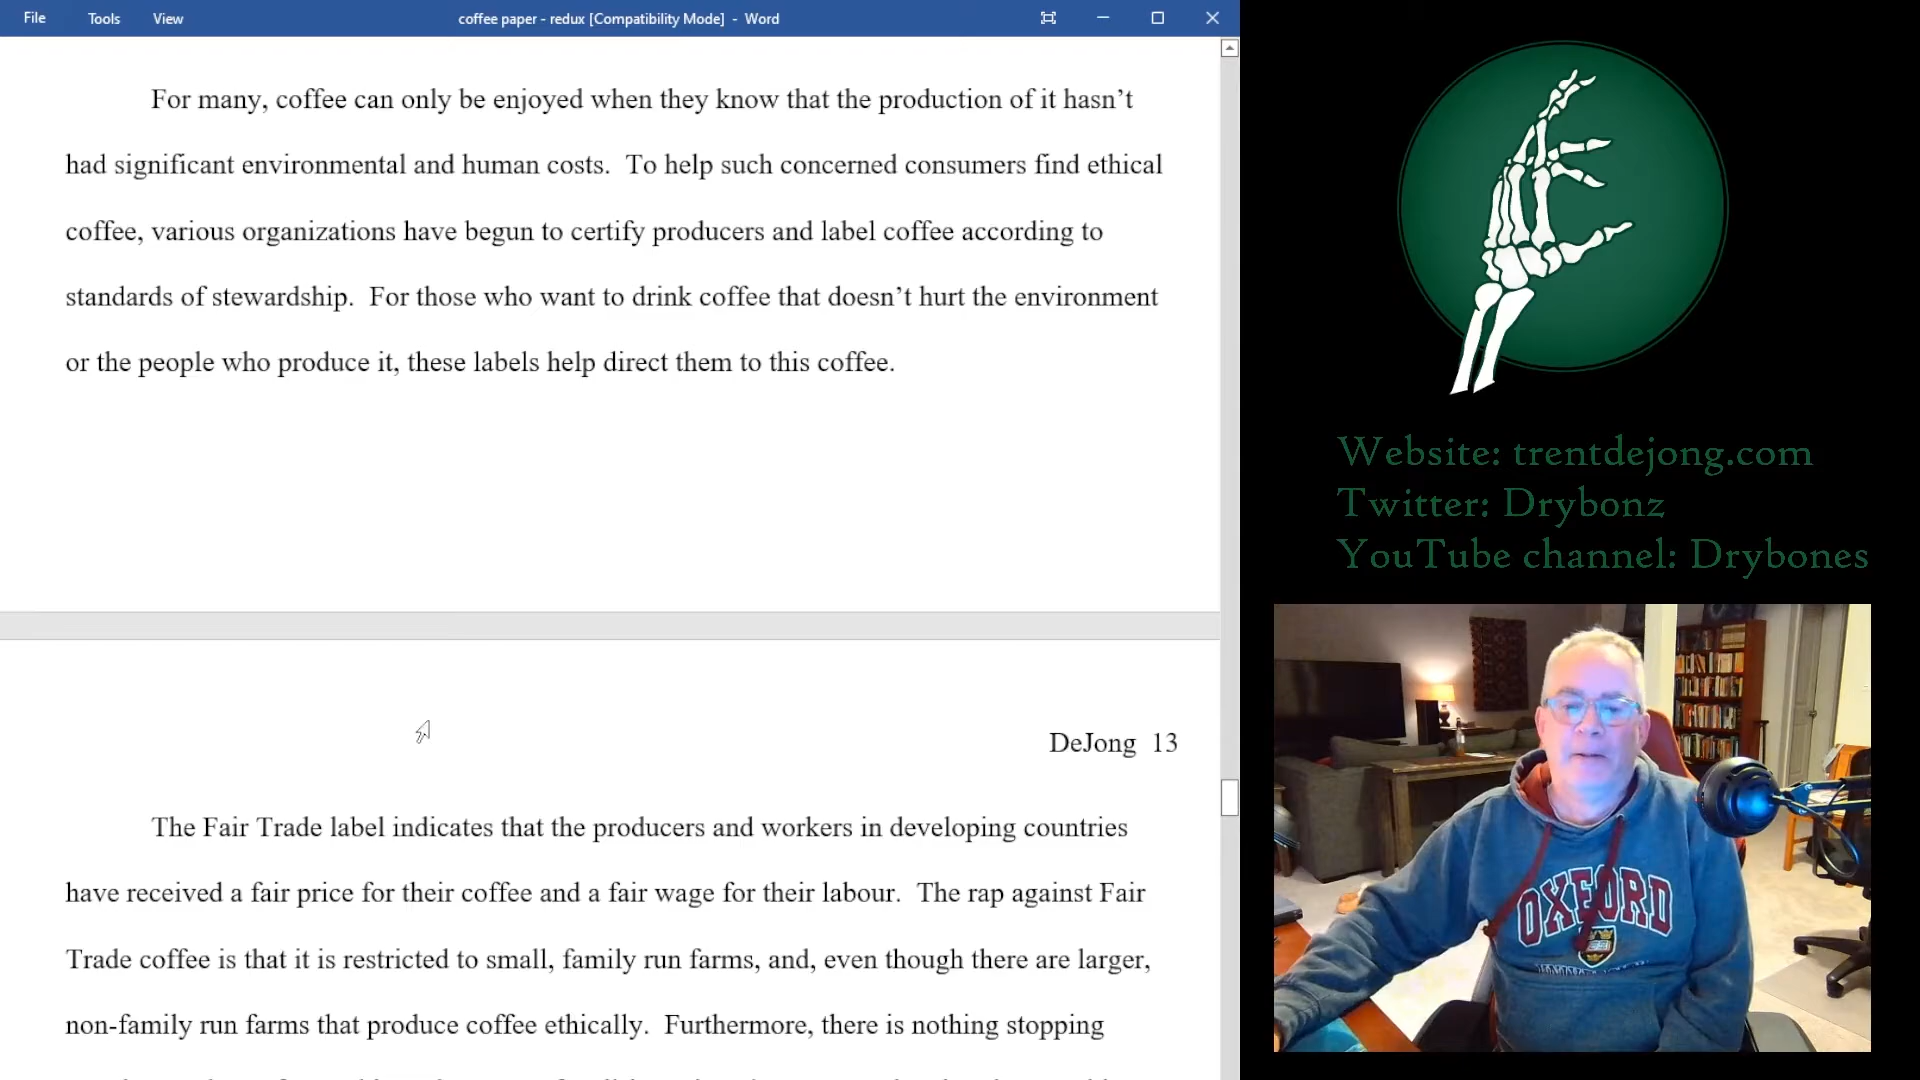 File Tools View coffee paper - redux [Compatibility Mode] - Word
For many, coffee can only be enjoyed when they know that the production of it hasn’t
had significant environmental and human costs. To help such concerned consumers find ethical
coffee, various organizations have begun to certify producers and label coffee according to
standards of stewardship. For those who want to drink coffee that doesn’t hurt the environment
or the people who produce it, these labels help direct them to this coffee.
DeJong 13
The Fair Trade label indicates that the producers and workers in developing countries
have received a fair price for their coffee and a fair wage for their labour. The rap against Fair
Trade coffee is that it is restricted to small, family run farms, and, even though there are larger,
non-family run farms that produce coffee ethically. Furthermore, there is nothing stopping
Website: trentdejong.com
Twitter: Drybonz
YouTube channel: Drybones
OXFORD